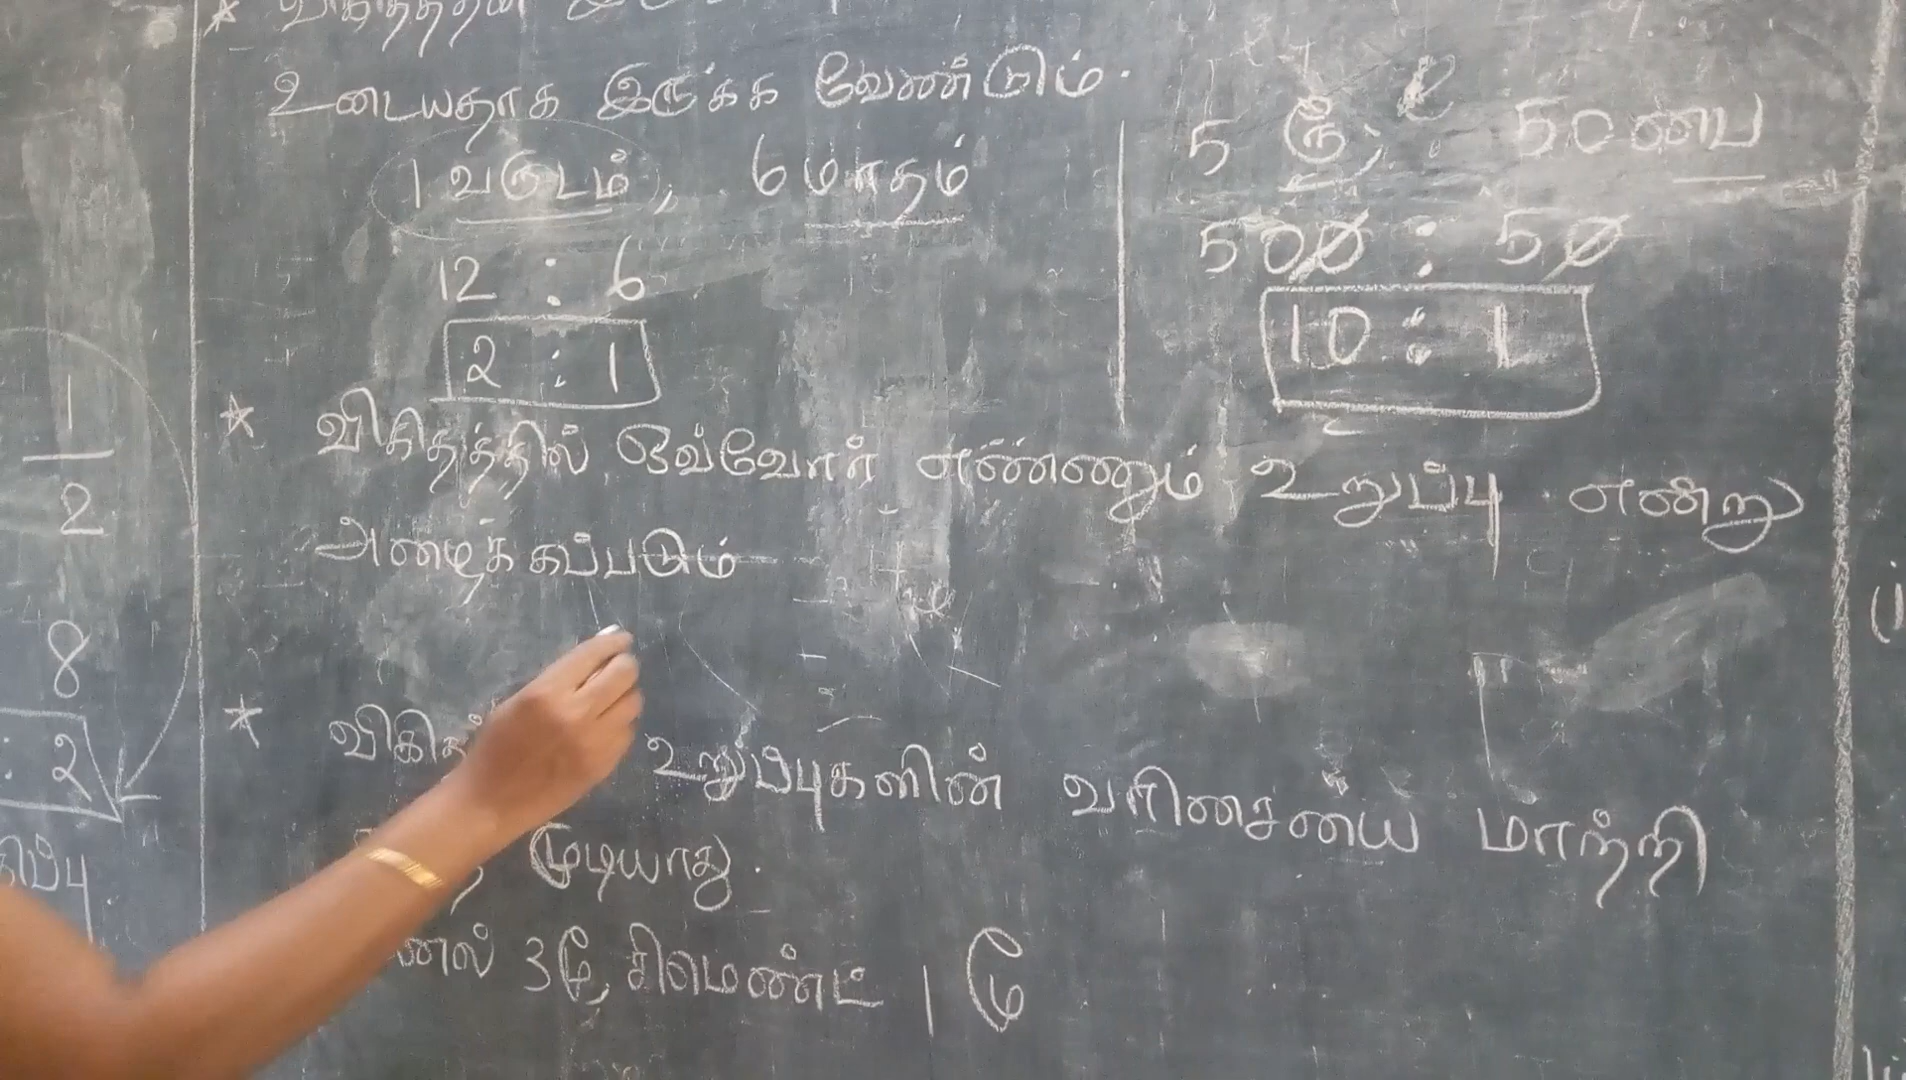 உடையதாக இருக்க வேண்டும்.
1 வருடம், 6 மாதம்
12 : 6
2 : 1
5 ரூ, 50 பை
500 : 50
10 : 1
* விகிதத்தில் ஒவ்வோர் எண்ணும் உறுப்பு என்று
அழைக்கப்படும்
* உறுப்புகளின் வரிசையை மாற்றி
முடியாது.
3மூ, சிமெண்ட் 1 மூ
1
2
8
: 2